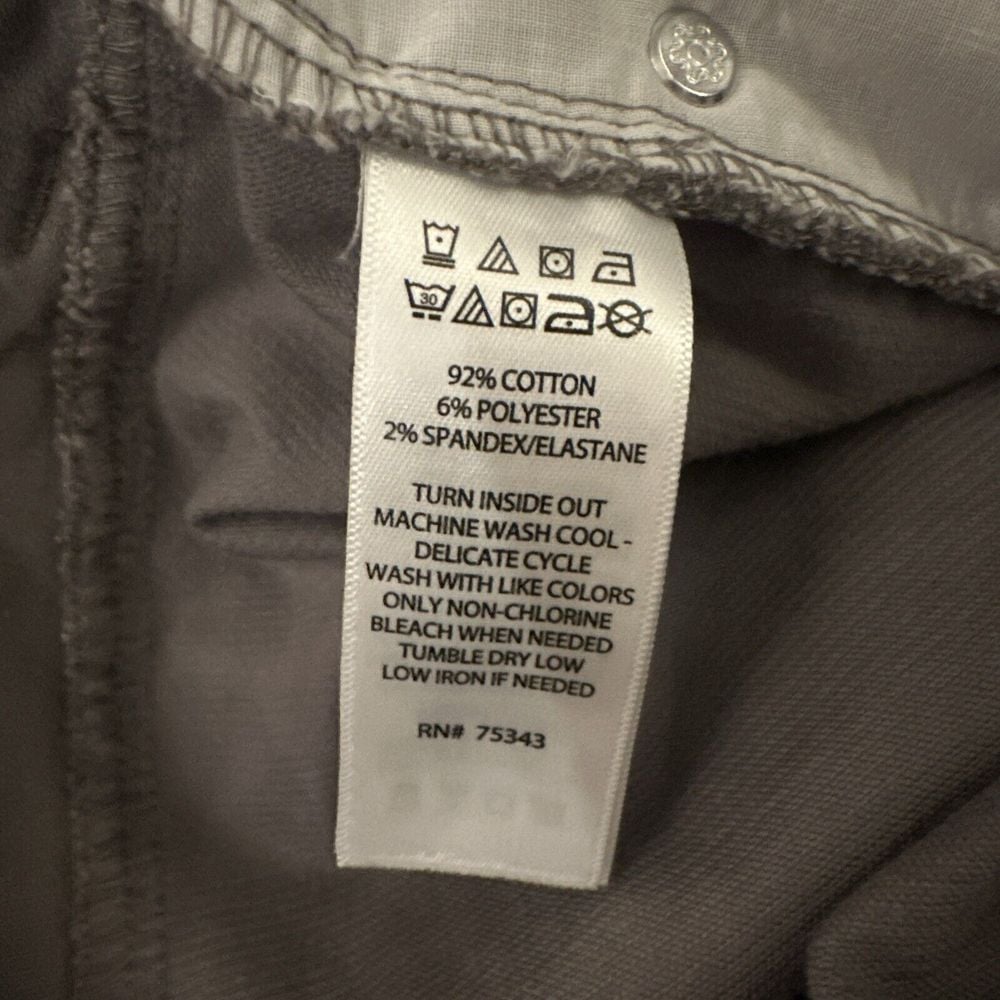 30
92% COTTON
6% POLYESTER
2% SPANDEX/ELASTANE
TURN INSIDE OUT
MACHINE WASH COOL -
DELICATE CYCLE
WASH WITH LIKE COLORS
ONLY NON-CHLORINE
BLEACH WHEN NEEDED
TUMBLE DRY LOW
LOW IRON IF NEEDED
RN# 75343